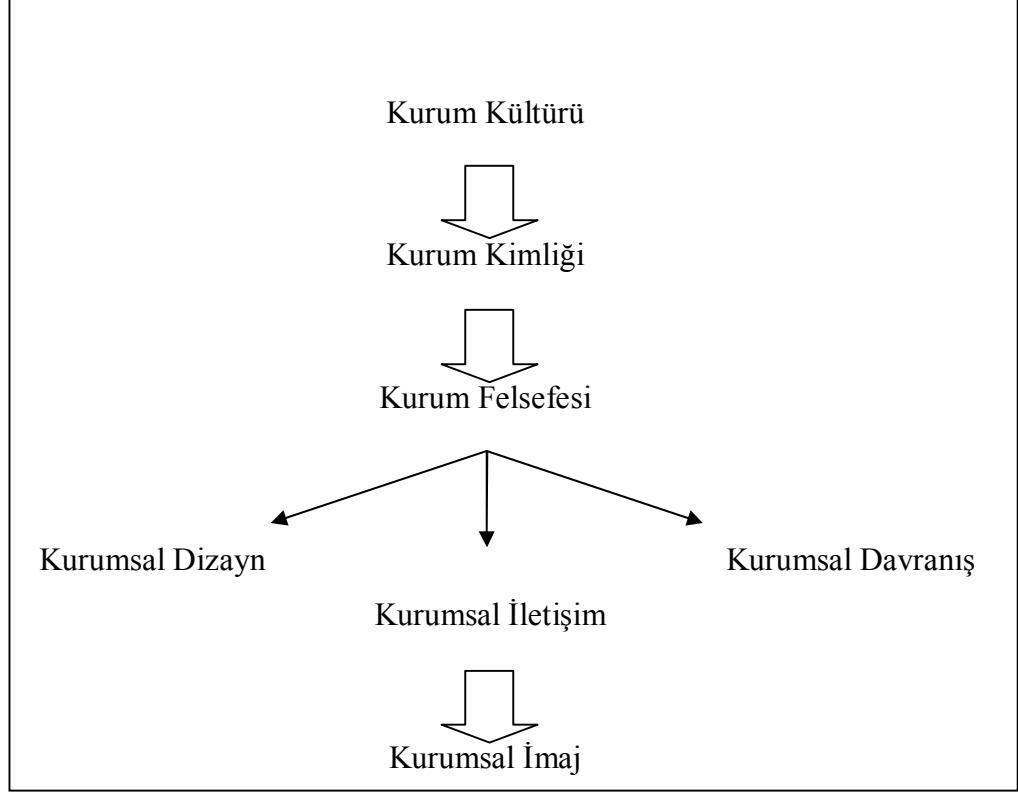 Kurum Kültürü
Kurum Kimliği
Kurum Felsefesi
Kurumsal Dizayn
Kurumsal Davranış
Kurumsal İletişim
Kurumsal İmaj